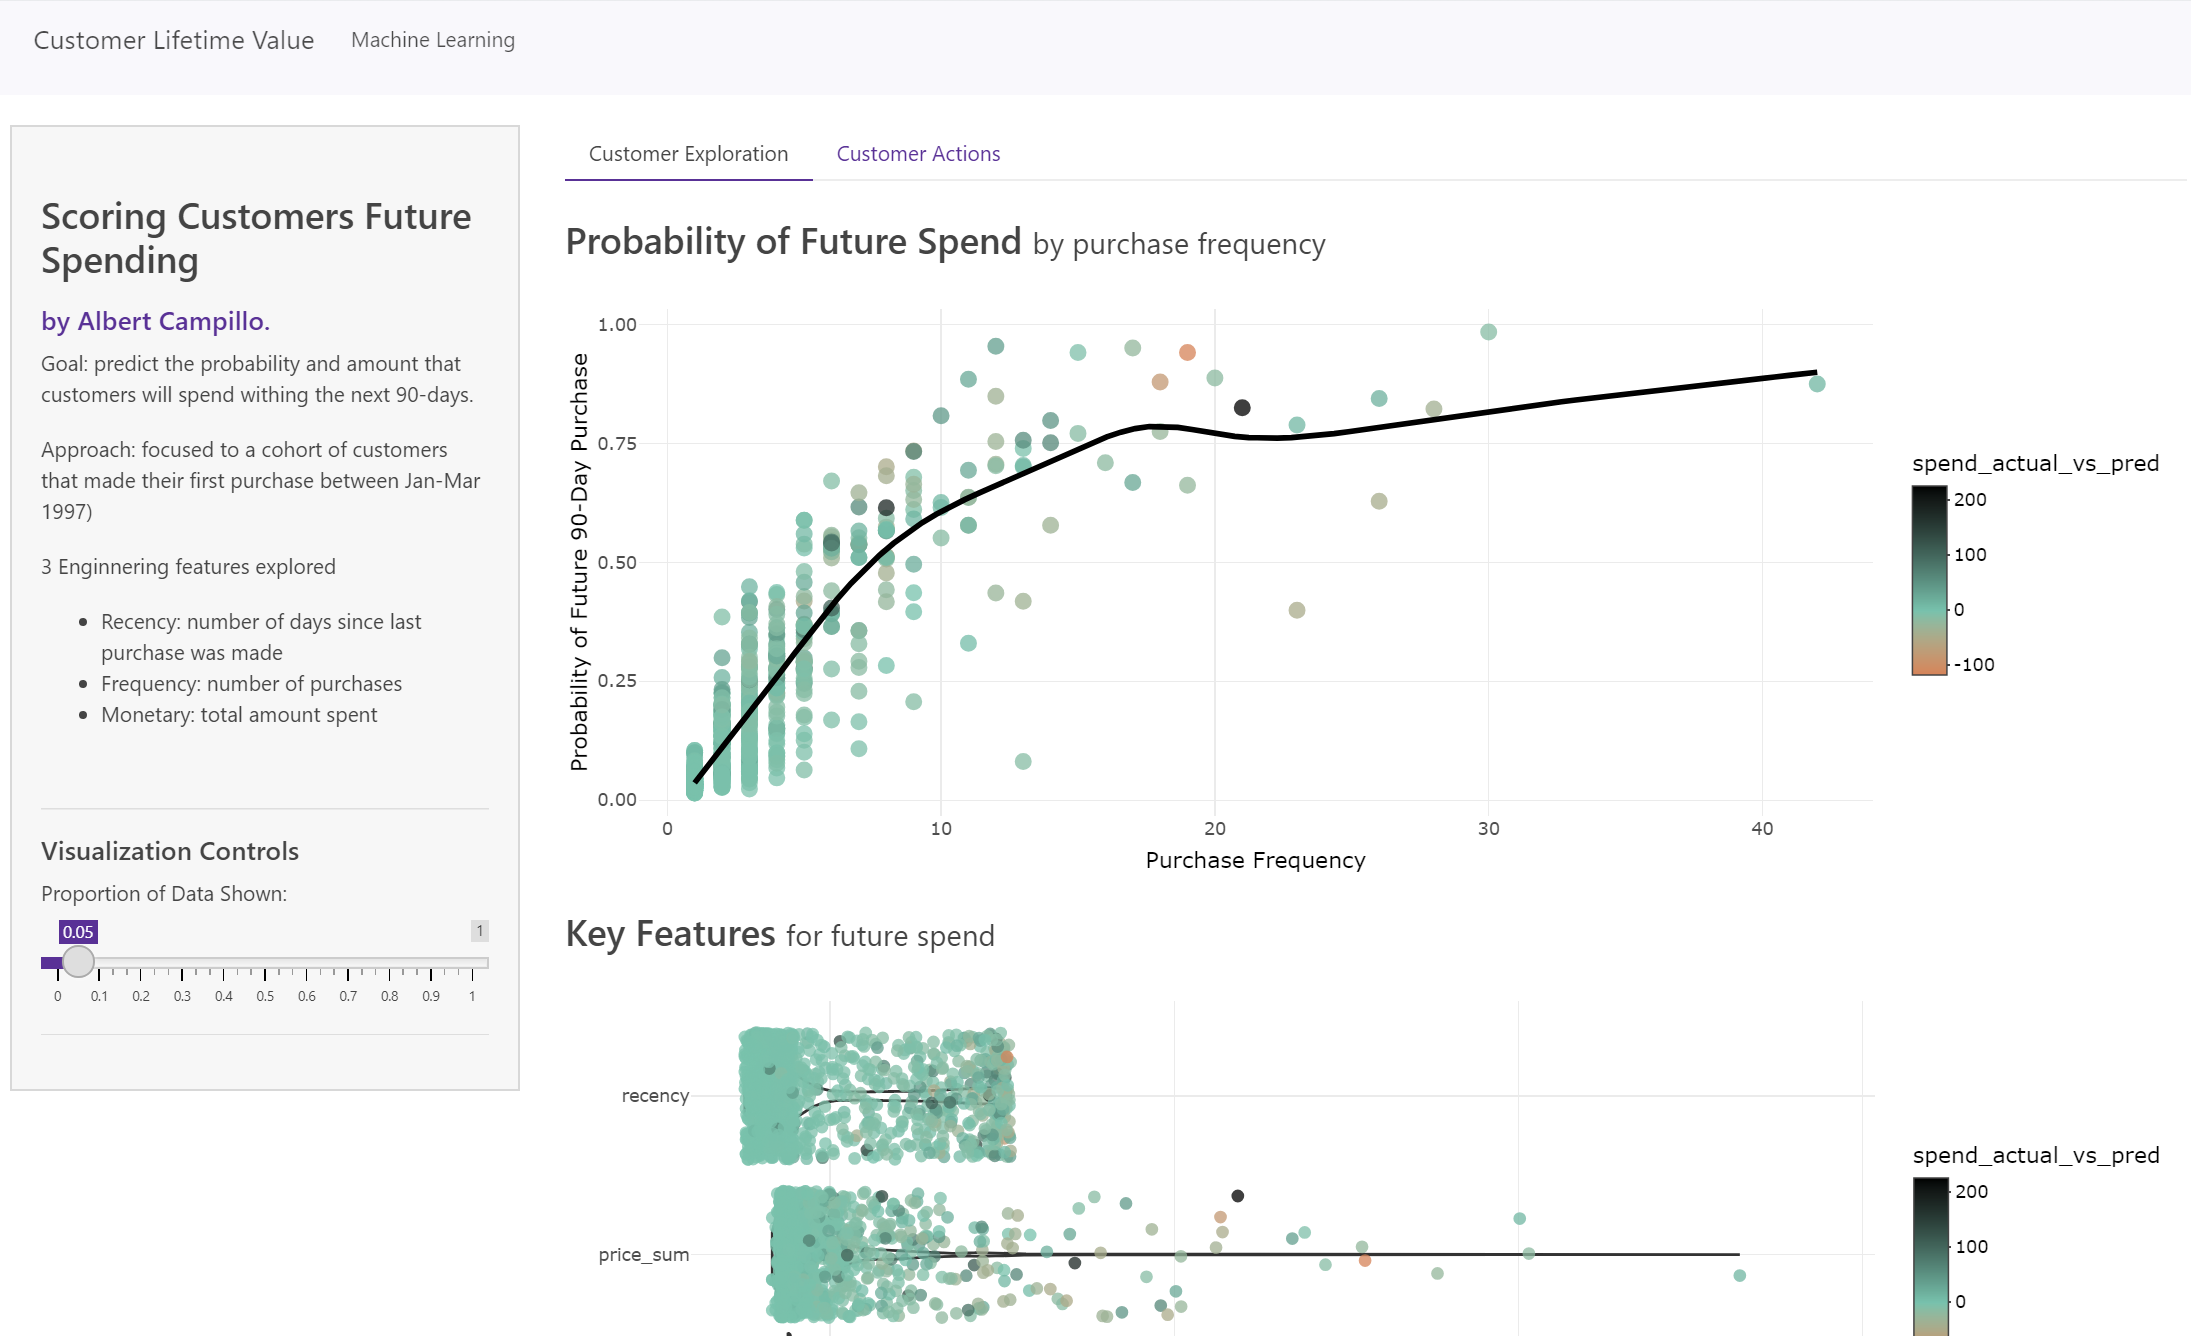 Customer Lifetime Value Machine Learning
Scoring Customers Future
Spending
by Albert Campillo.
Goal: predict the probability and amount that
customers will spend withing the next 90-days.
Approach: focused to a cohort of customers
that made their first purchase between Jan-Mar
1997)
3 Enginnering features explored
Recency: number of days since last
purchase was made
Frequency: number of purchases
Monetary: total amount spent
Visualization Controls
Proportion of Data Shown:
0.05 1
0 0.1 0.2 0.3 0.4 0.5 0.6 0.7 0.8 0.9 1
Customer Exploration Customer Actions
Probability of Future Spend by purchase frequency
Probability of Future 90-Day Purchase
1.00
0.75
0.50
0.25
0.00
0 10 20 30 40
Purchase Frequency
spend_actual_vs_pred
200
100
0
-100
Key Features for future spend
recency
price_sum
spend_actual_vs_pred
200
100
0